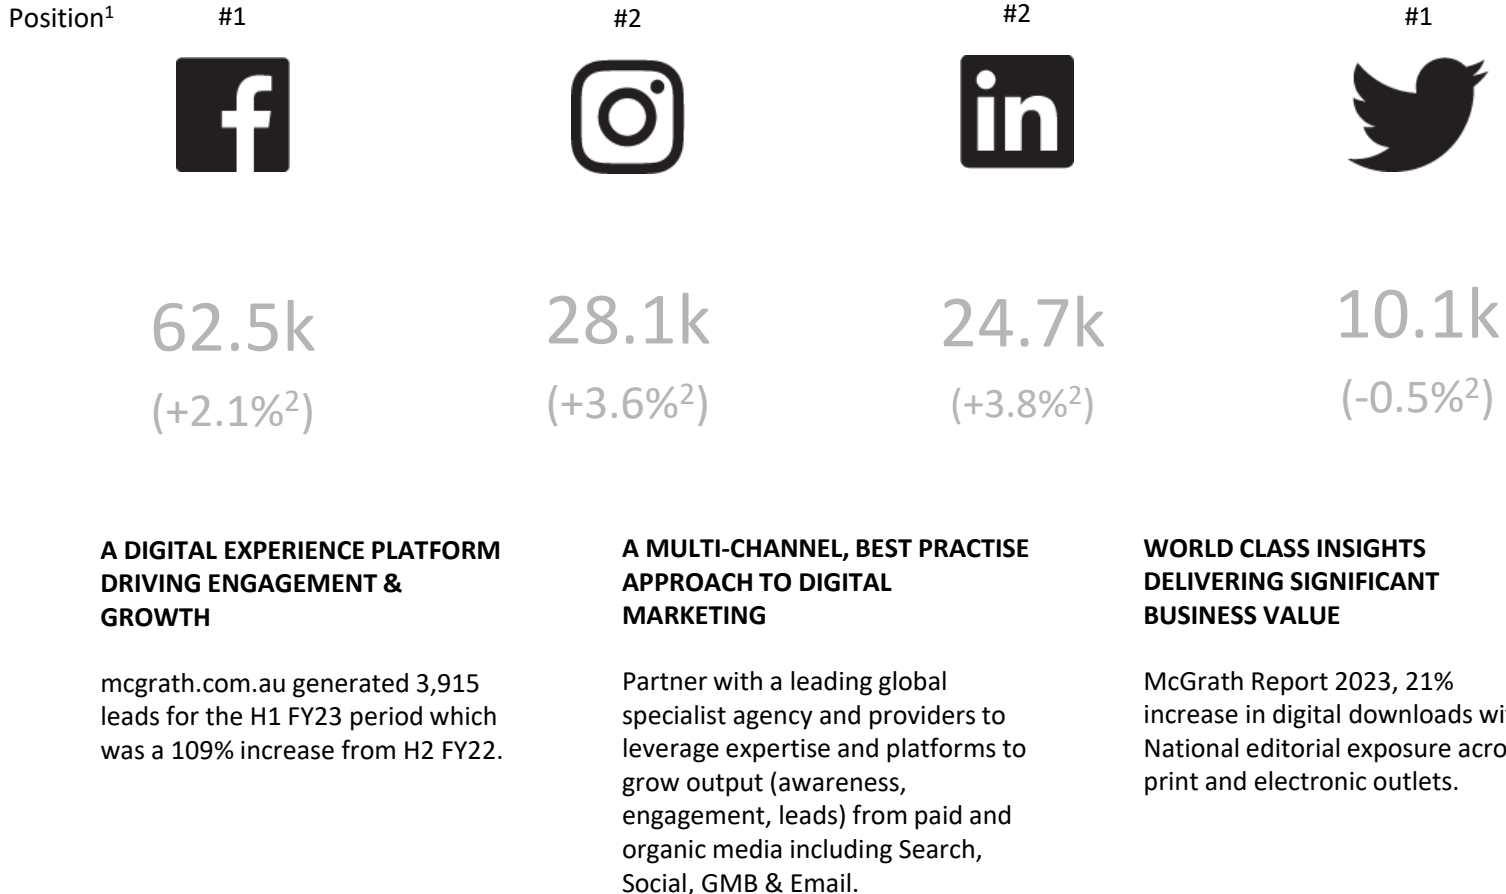 Position¹ #1 #2 #2 #1
f in
62.5k 28.1k 24.7k 10.1k
(+2.1%²) (+3.6%²) (+3.8%²) (-0.5%²)
A DIGITAL EXPERIENCE PLATFORM
DRIVING ENGAGEMENT &
GROWTH
mcgrath.com.au generated 3,915
leads for the H1 FY23 period which
was a 109% increase from H2 FY22.
A MULTI-CHANNEL, BEST PRACTISE
APPROACH TO DIGITAL
MARKETING
Partner with a leading global
specialist agency and providers to
leverage expertise and platforms to
grow output (awareness,
engagement, leads) from paid and
organic media including Search,
Social, GMB & Email.
WORLD CLASS INSIGHTS
DELIVERING SIGNIFICANT
BUSINESS VALUE
McGrath Report 2023, 21%
increase in digital downloads
National editorial exposure
print and electronic outlets.